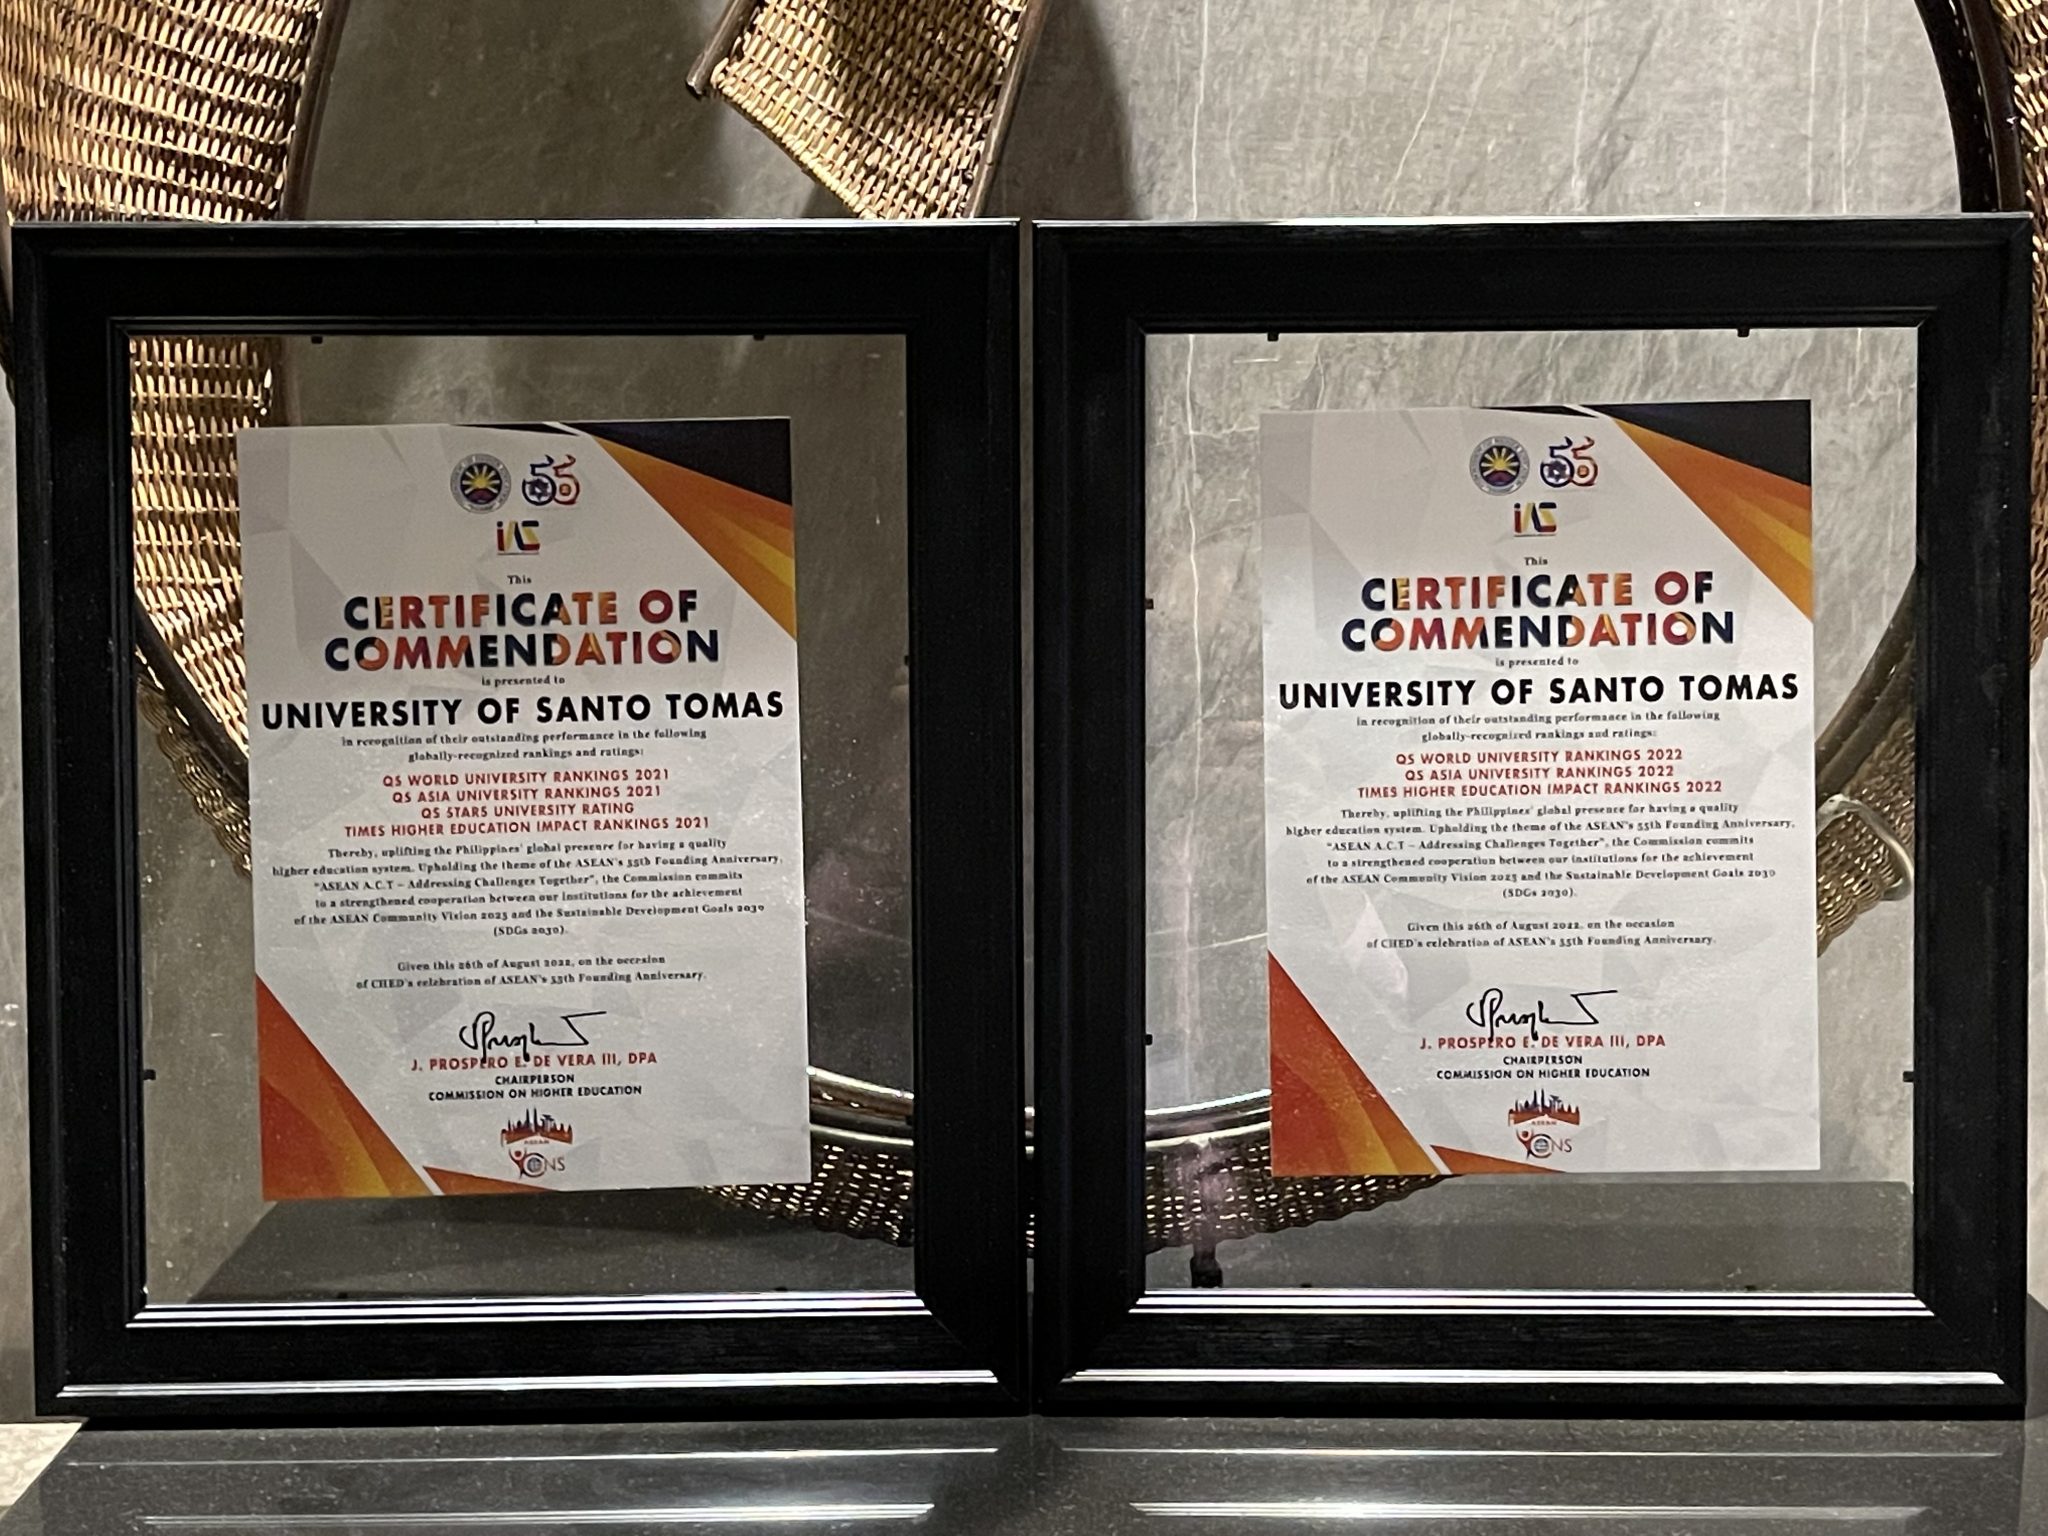 55
iAS
This
CERTIFICATE OF
COMMENDATION
is presented to
UNIVERSITY OF SANTO TOMAS
in recognition of their outstanding performance in the following
globally-recognized rankings and ratings:
QS WORLD UNIVERSITY RANKINGS 2021
QS ASIA UNIVERSITY RANKINGS 2021
QS STARS UNIVERSITY RATING
TIMES HIGHER EDUCATION IMPACT RANKINGS 2021
Thereby, uplifting the Philippines' global presence for having a quality
higher education system. Upholding the theme of the ASEAN's 55th Founding Anniversary,
"ASEAN A.C.T – Addressing Challenges Together", the Commission commits
to a strengthened cooperation between our institutions for the achievement
of the ASEAN Community Vision 2025 and the Sustainable Development Goals 2030
(SDGs 2030).
Given this 26th of August 2022, on the occasion
of CHED's celebration of ASEAN's 55th Founding Anniversary.
J. PROSPERO E. DE VERA III, DPA
CHAIRPERSON
COMMISSION ON HIGHER EDUCATION
ASEAN
55
iAS
This
CERTIFICATE OF
COMMENDATION
is presented to
UNIVERSITY OF SANTO TOMAS
in recognition of their outstanding performance in the following
globally-recognized rankings and ratings:
QS WORLD UNIVERSITY RANKINGS 2022
QS ASIA UNIVERSITY RANKINGS 2022
TIMES HIGHER EDUCATION IMPACT RANKINGS 2022
Thereby, uplifting the Philippines' global presence for having a quality
higher education system. Upholding the theme of the ASEAN's 55th Founding Anniversary,
"ASEAN A.C.T – Addressing Challenges Together", the Commission commits
to a strengthened cooperation between our institutions for the achievement
of the ASEAN Community Vision 2025 and the Sustainable Development Goals 2030
(SDGs 2030).
Given this 26th of August 2022, on the occasion
of CHED's celebration of ASEAN's 55th Founding Anniversary.
J. PROSPERO E. DE VERA III, DPA
CHAIRPERSON
COMMISSION ON HIGHER EDUCATION
ASEAN